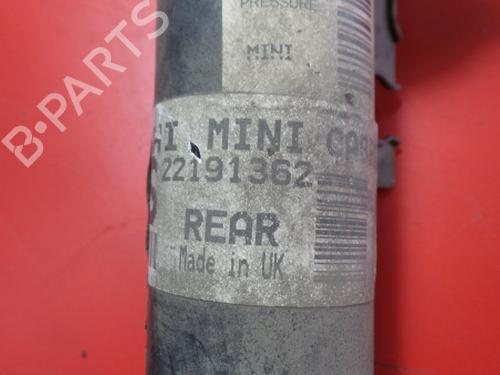 PRESSURE
MINI
B-PARTS
MINI
22191362
REAR
Made in UK